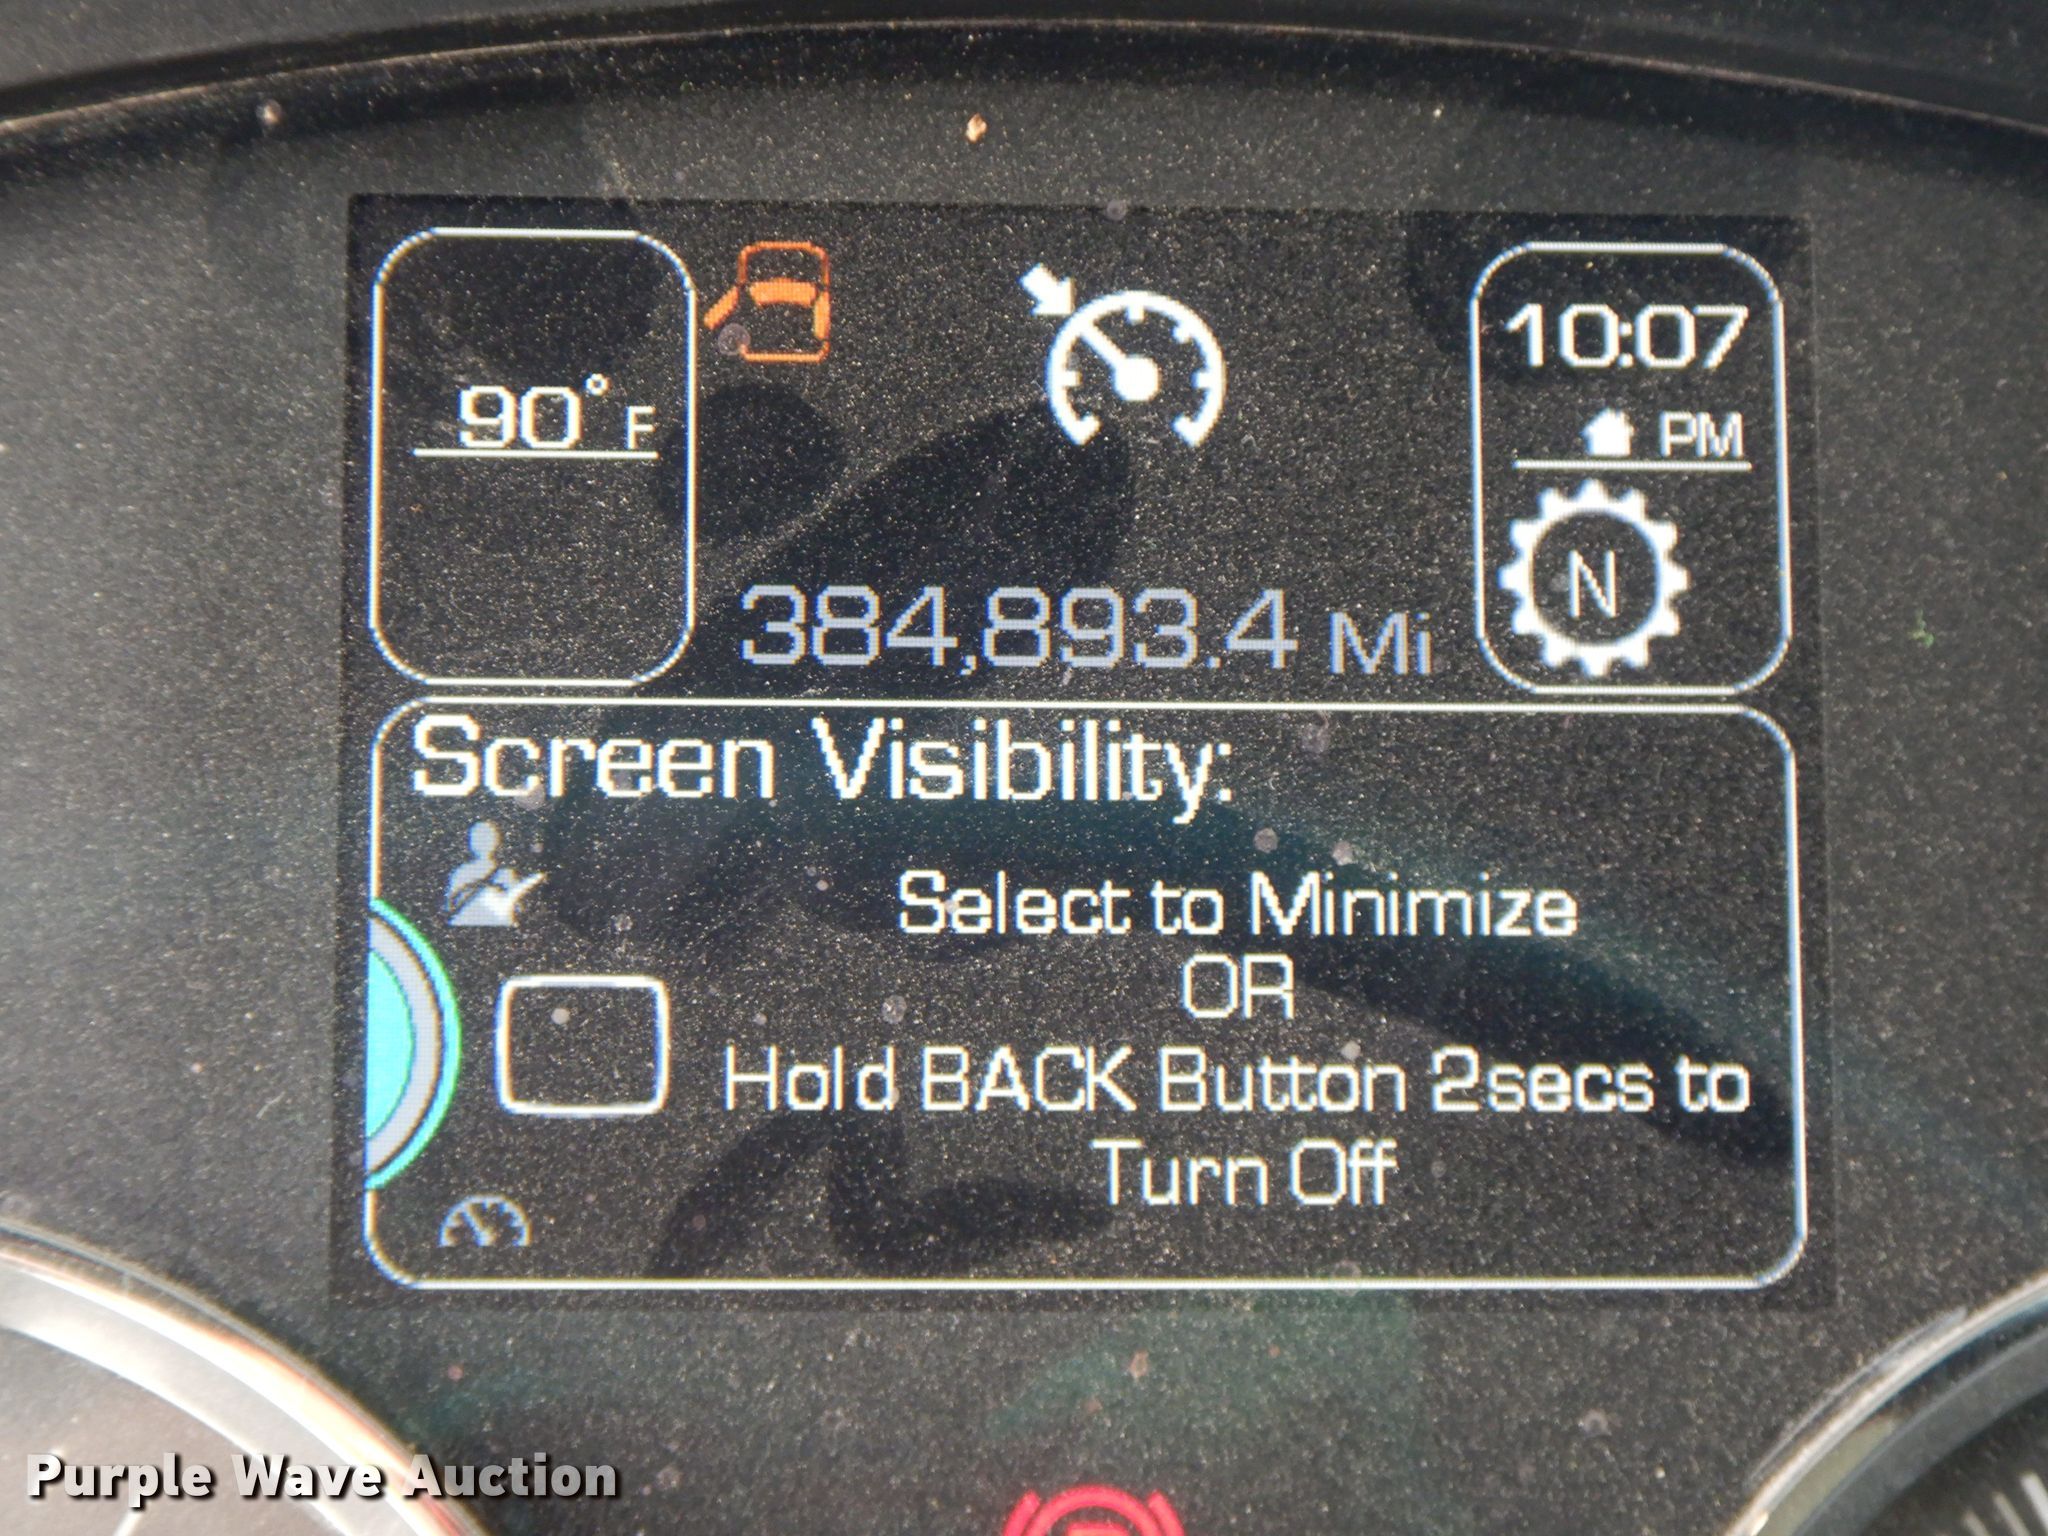 90° F
10:07
PM
N
384,893.4 Mi
Screen Visibility:
Select to Minimize
OR
Hold BACK Button 2secs to
Turn Off
Purple Wave Auction